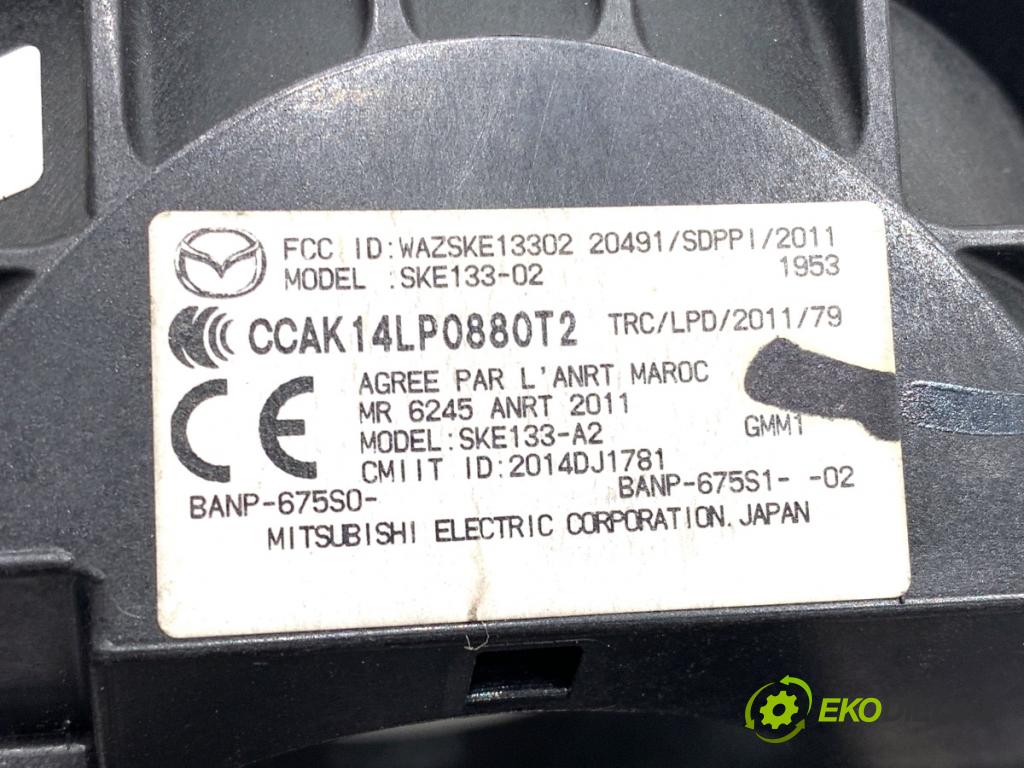 FCC ID:WAZSKE13302 20491/SDPPI/2011
MODEL :SKE133-02 1953
CCAK14LP0880T2 TRC/LPD/2011/79
CE AGREE PAR L'ANRT MAROC
MR 6245 ANRT 2011
MODEL:SKE133-A2 GMM1
CMIIT ID:2014DJ1781
BANP-675S0- BANP-675S1- -02
MITSUBISHI ELECTRIC CORPORATION. JAPAN